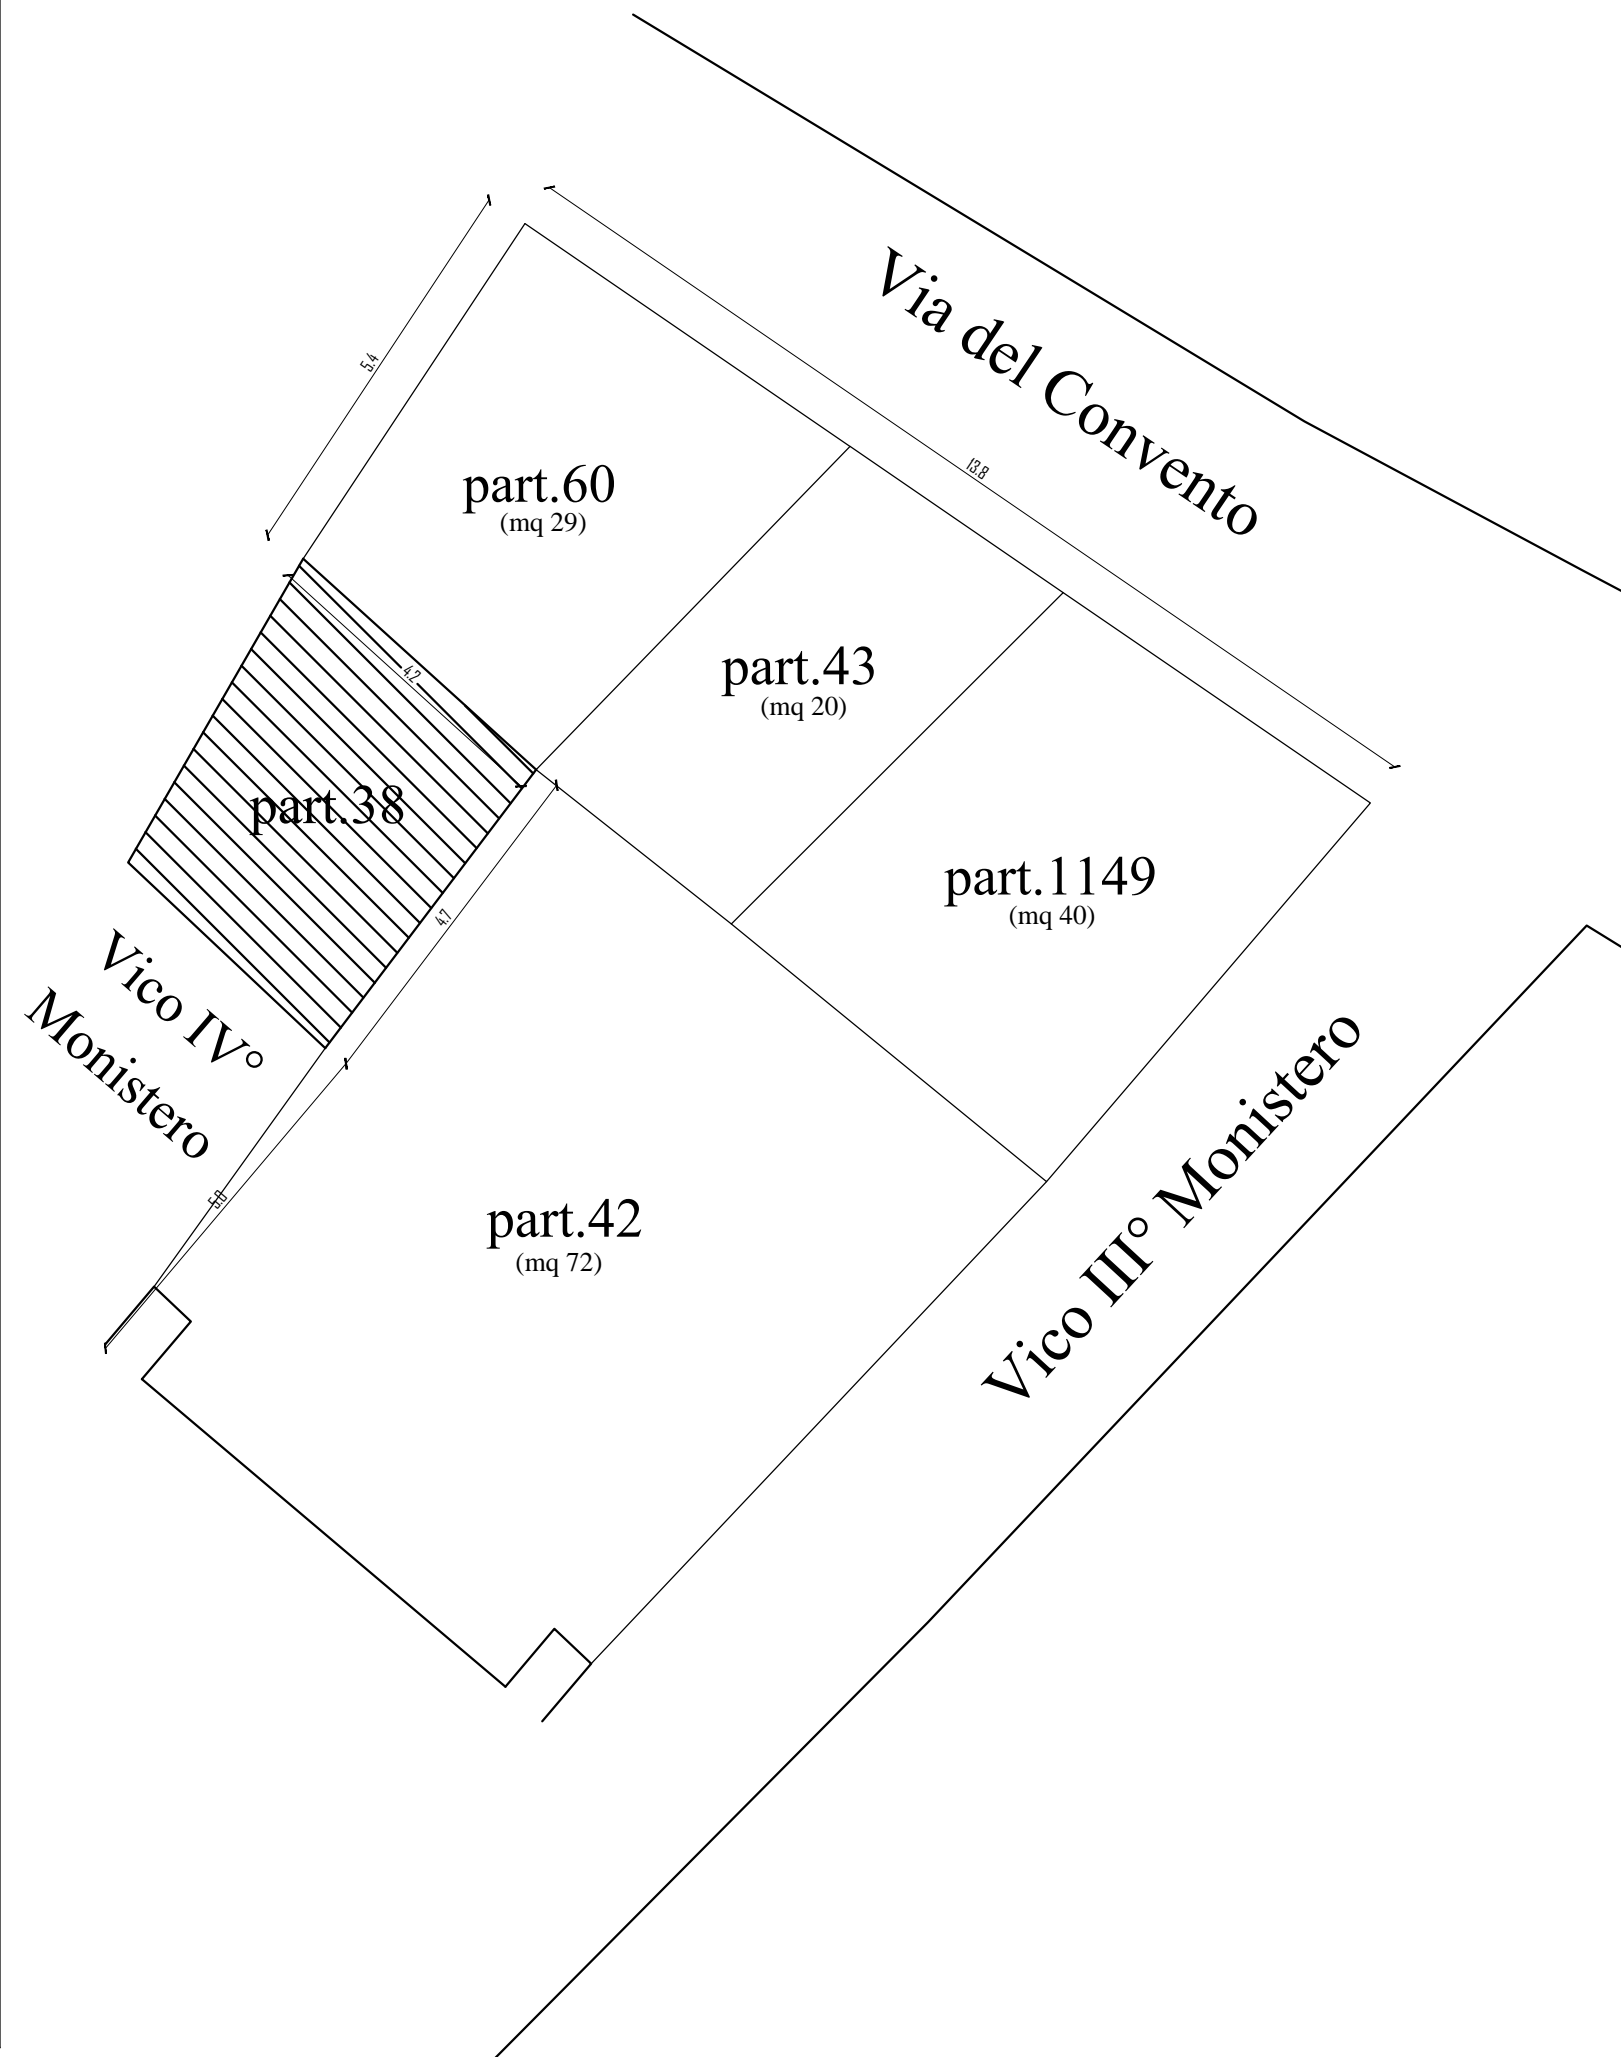 Via del Convento
5.4
13.8
part.60
(mq 29)
part.43
(mq 20)
4.2
part.38
part.1149
(mq 40)
4.7
Vico IV°
Monistero
5.0
part.42
(mq 72)
Vico III° Monistero